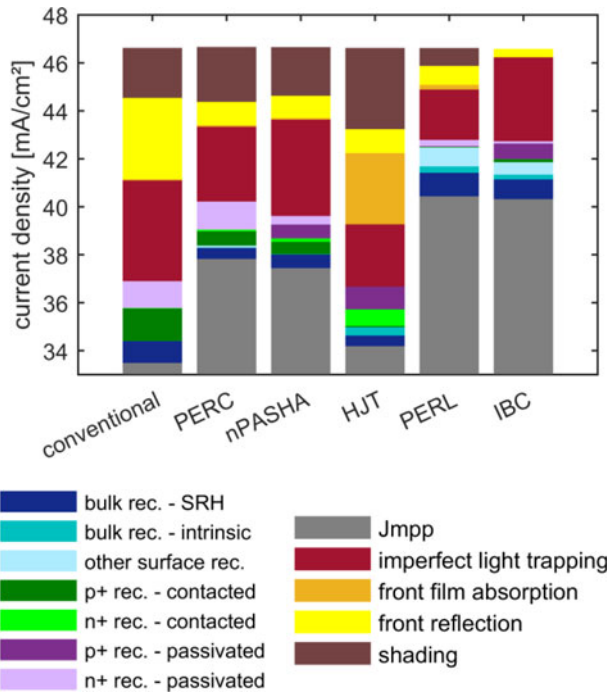 48
46
44
42
40
38
36
34
current density [mA/cm²]
conventional
PERC
nPASHA
HJT
PERL
IBC
bulk rec. - SRH
bulk rec. - intrinsic
other surface rec.
p+ rec. - contacted
n+ rec. - contacted
p+ rec. - passivated
n+ rec. - passivated
Jmpp
imperfect light trapping
front film absorption
front reflection
shading